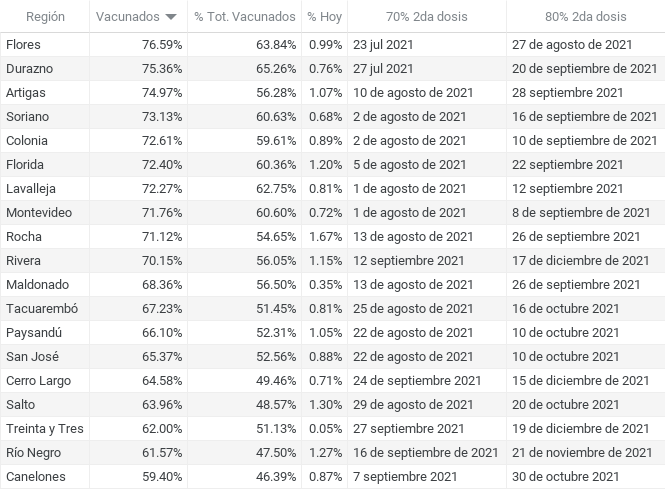 Región Vacunados % Tot. Vacunados % Hoy 70% 2da dosis 80% 2da dosis
Flores 76.59% 63.84% 0.99% 23 jul 2021 27 de agosto de 2021
Durazno 75.36% 65.26% 0.76% 27 jul 2021 20 de septiembre de 2021
Artigas 74.97% 56.28% 1.07% 10 de agosto de 2021 28 septiembre 2021
Soriano 73.13% 60.63% 0.68% 2 de agosto de 2021 16 de septiembre de 2021
Colonia 72.61% 59.61% 0.89% 2 de agosto de 2021 10 de septiembre de 2021
Florida 72.40% 60.36% 1.20% 5 de agosto de 2021 22 septiembre 2021
Lavalleja 72.27% 62.75% 0.81% 1 de agosto de 2021 12 septiembre 2021
Montevideo 71.76% 60.60% 0.72% 1 de agosto de 2021 8 de septiembre de 2021
Rocha 71.12% 54.65% 1.67% 13 de agosto de 2021 26 de septiembre 2021
Rivera 70.15% 56.05% 1.15% 12 septiembre 2021 17 de diciembre de 2021
Maldonado 68.36% 56.50% 0.35% 13 de agosto de 2021 26 de septiembre 2021
Tacuarembó 67.23% 51.45% 0.81% 25 de agosto de 2021 16 de octubre 2021
Paysandú 66.10% 52.31% 1.05% 22 de agosto de 2021 10 de octubre 2021
San José 65.37% 52.56% 0.88% 22 de agosto de 2021 10 de octubre 2021
Cerro Largo 64.58% 49.46% 0.71% 24 de septiembre 2021 15 de diciembre de 2021
Salto 63.96% 48.57% 1.30% 29 de agosto de 2021 20 de octubre 2021
Treinta y Tres 62.00% 51.13% 0.05% 27 septiembre 2021 19 de diciembre de 2021
Río Negro 61.57% 47.50% 1.27% 16 de septiembre de 2021 21 de noviembre de 2021
Canelones 59.40% 46.39% 0.87% 7 septiembre 2021 30 de octubre 2021